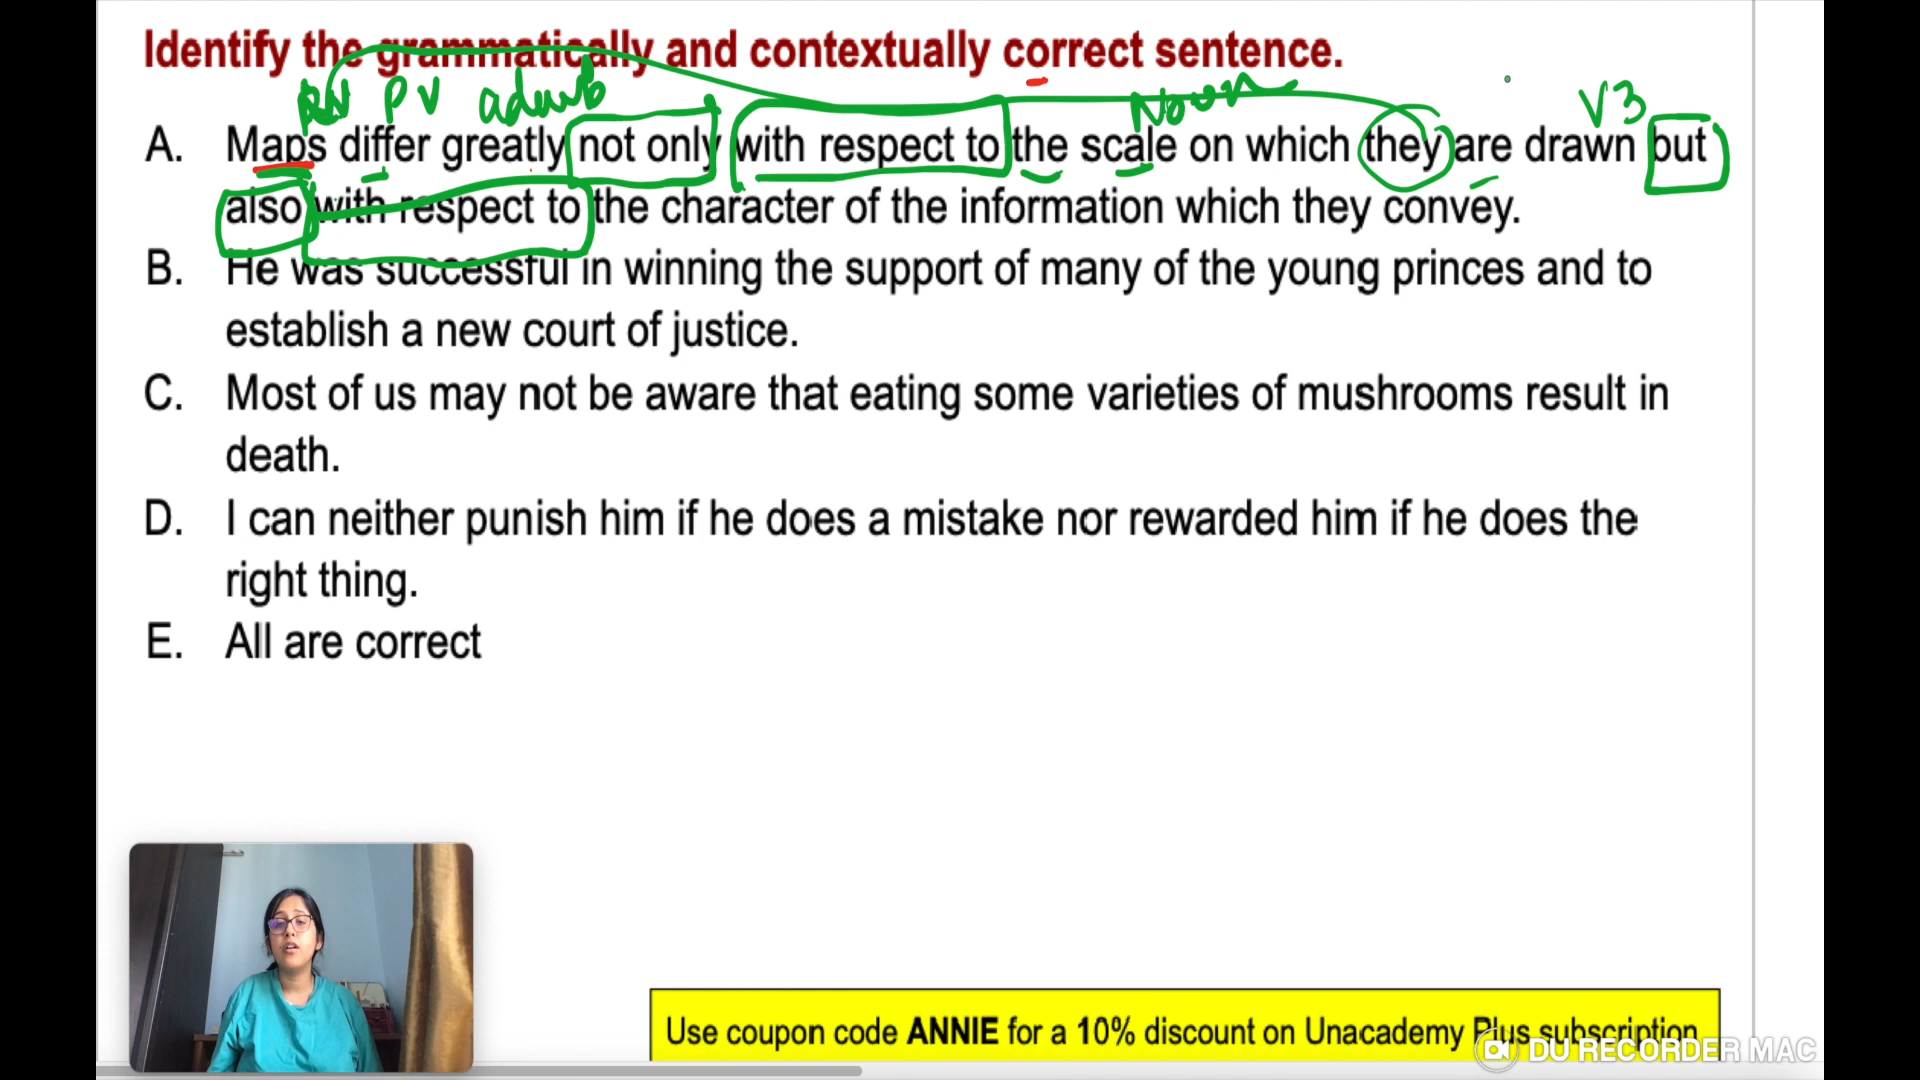 Identify the grammatically and contextually correct sentence.
PV adverb Noun V3
A. Maps differ greatly not only with respect to the scale on which they are drawn but
also with respect to the character of the information which they convey.
B. He was successful in winning the support of many of the young princes and to
establish a new court of justice.
C. Most of us may not be aware that eating some varieties of mushrooms result in
death.
D. I can neither punish him if he does a mistake nor rewarded him if he does the
right thing.
E. All are correct
Use coupon code ANNIE for a 10% discount on Unacademy Plus subscription
DU RECORDER MAC